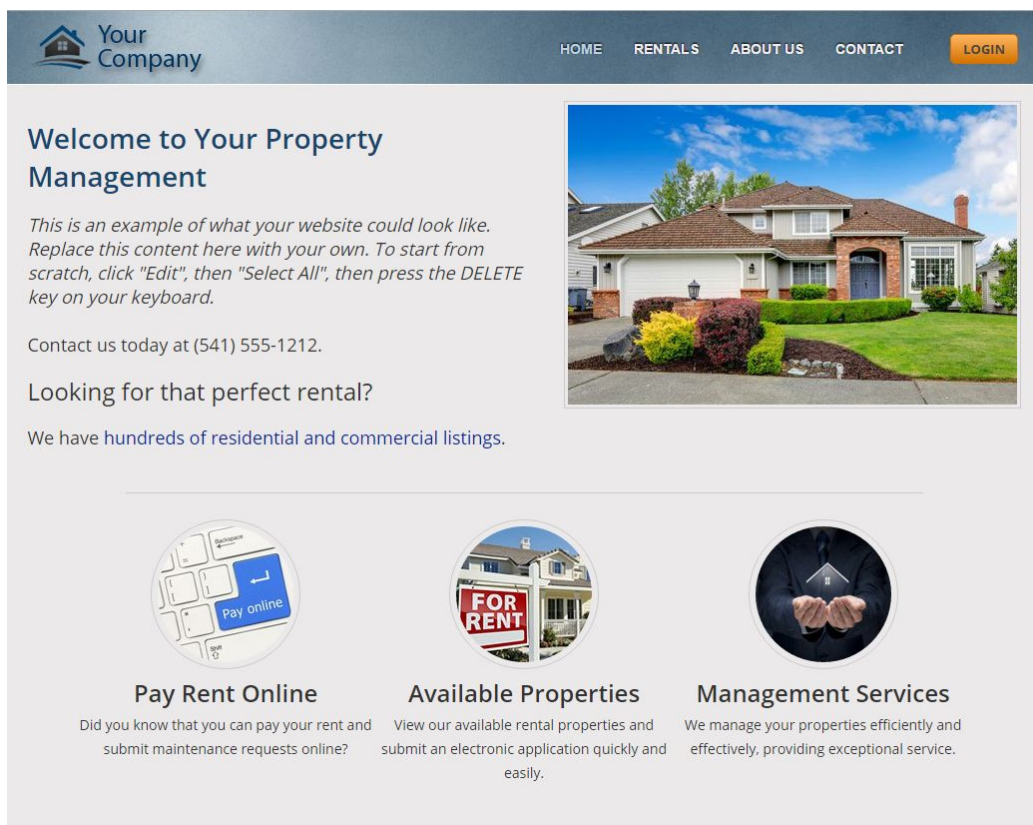 Your
Company
HOME RENTALS ABOUT US CONTACT LOGIN
Welcome to Your Property
Management
This is an example of what your website could look like.
Replace this content here with your own. To start from
scratch, click "Edit", then "Select All", then press the DELETE
key on your keyboard.
Contact us today at (541) 555-1212.
Looking for that perfect rental?
We have hundreds of residential and commercial listings.
Backspace
Pay online
Shift
FOR
RENT
Pay Rent Online
Did you know that you can pay your rent and
submit maintenance requests online?
Available Properties
View our available rental properties and
submit an electronic application quickly and
easily.
Management Services
We manage your properties efficiently and
effectively, providing exceptional service.